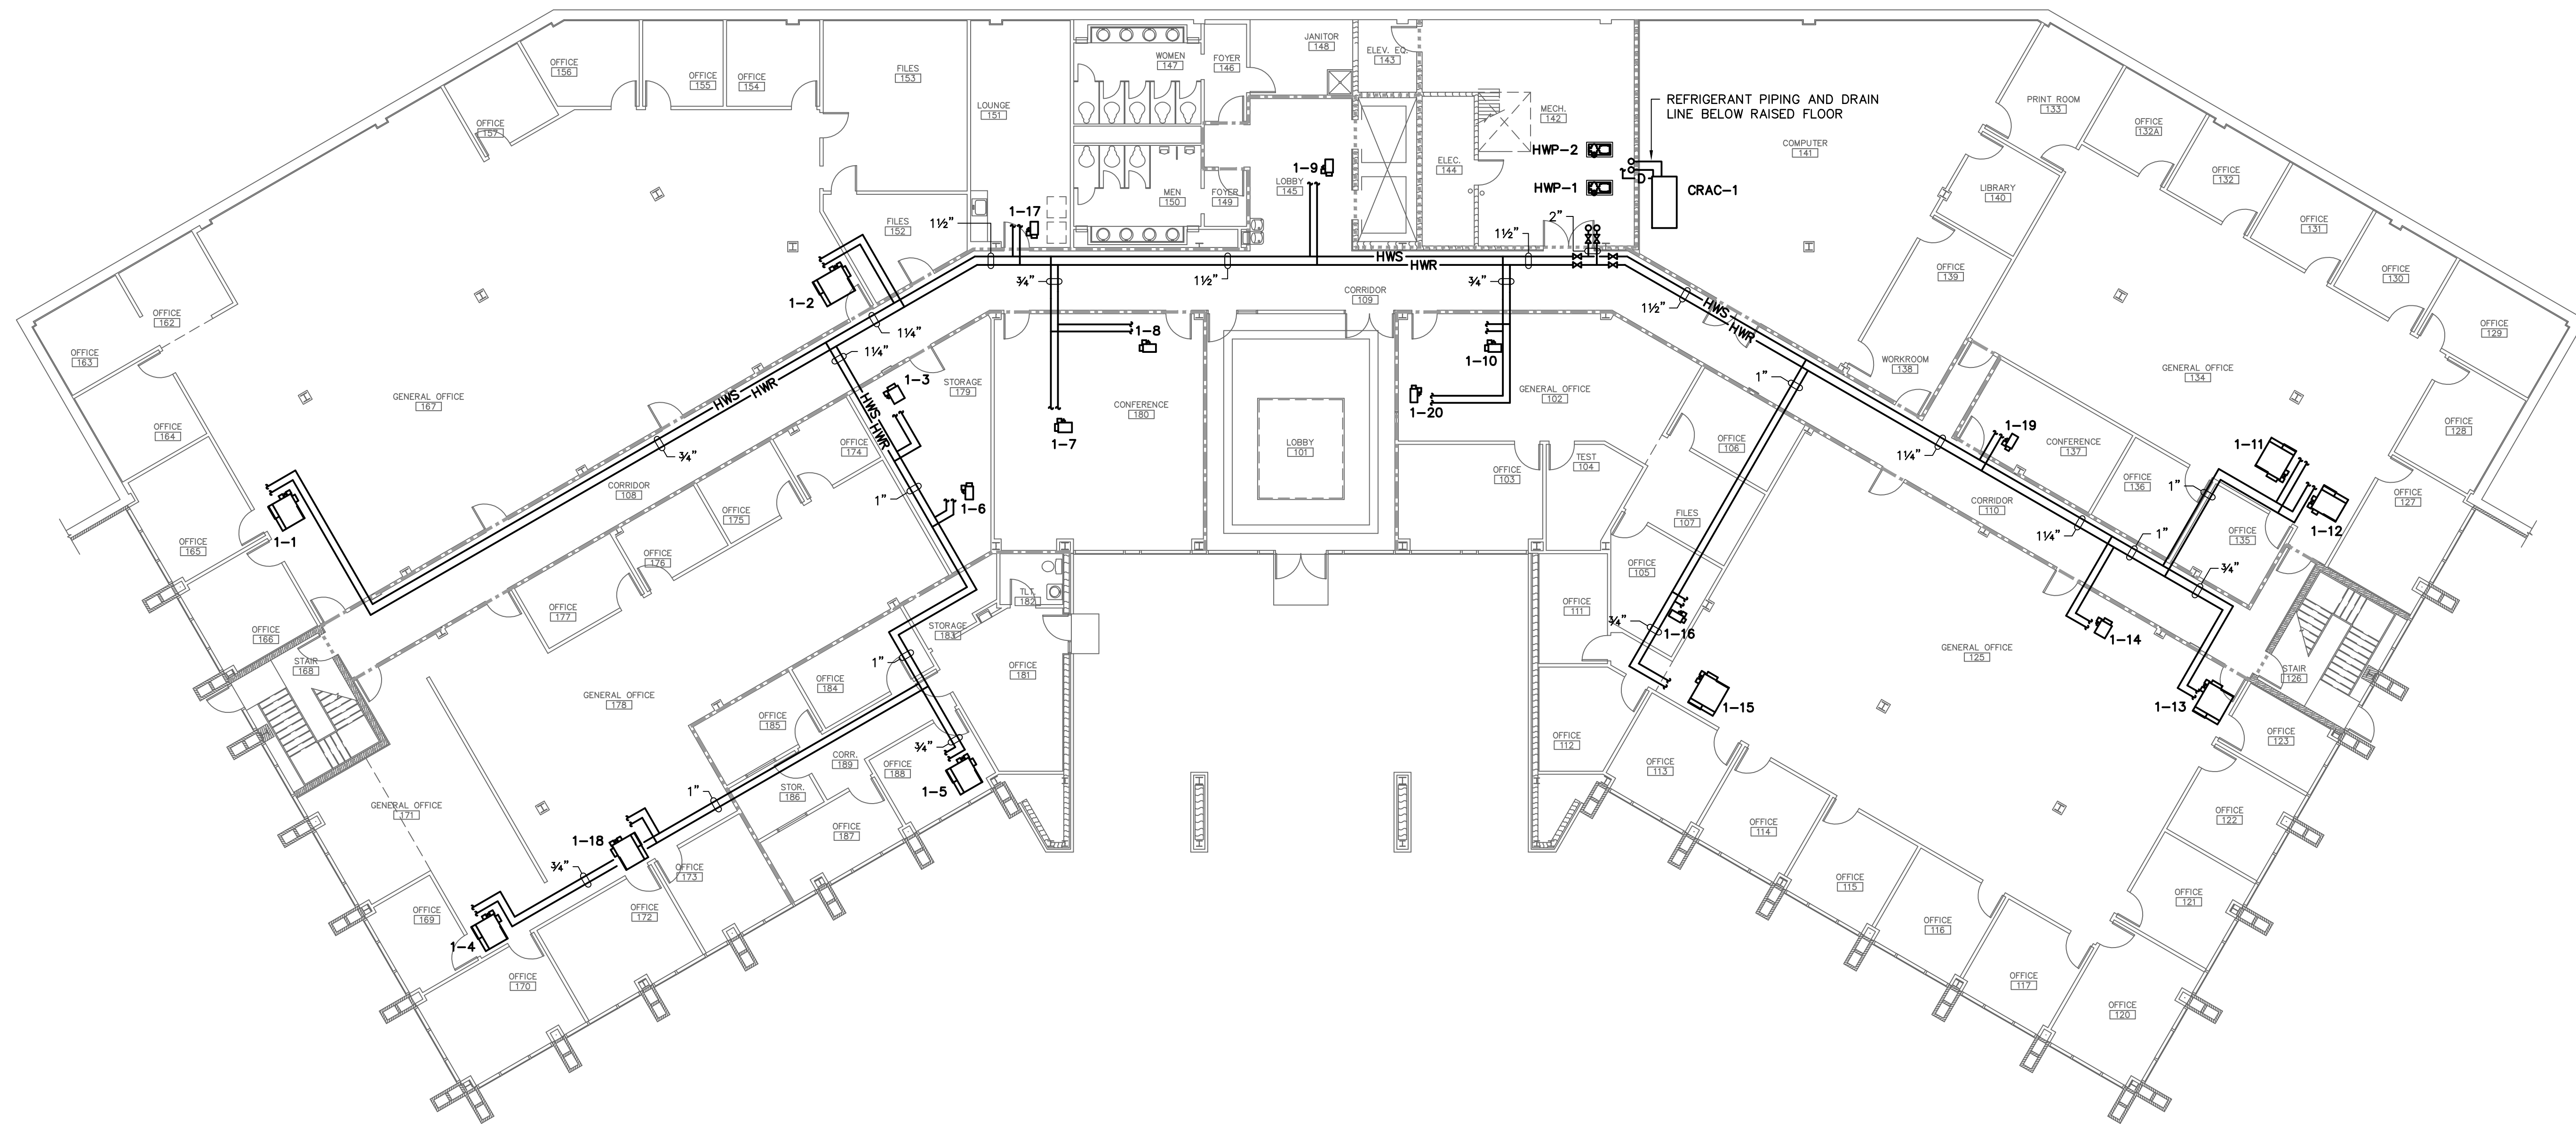 OFFICE
156
OFFICE
155
OFFICE
154
FILES
153
LOUNGE
151
WOMEN
147
FOYER
146
JANITOR
148
ELEV. EQ.
143
MECH.
142
REFRIGERANT PIPING AND DRAIN
LINE BELOW RAISED FLOOR
PRINT ROOM
133
OFFICE
132A
OFFICE
157
HWP-2
HWP-1
COMPUTER
141
D
CRAC-1
ELEC.
144
1-9
LOBBY
145
MEN
150
FOYER
149
OFFICE
132
LIBRARY
140
OFFICE
131
OFFICE
130
OFFICE
139
OFFICE
129
FILES
152
1½"
1-17
2"
1½"
HWS
HWR
1½"
¾"
¾"
CORRIDOR
109
1½"
HWS
HWR
1-2
1¼"
1¼"
OFFICE
162
OFFICE
163
OFFICE
164
GENERAL OFFICE
167
HWS
HWR
HWS
HWR
1-3
STORAGE
179
1-8
CONFERENCE
180
1-7
1-10
1-20
GENERAL OFFICE
102
LOBBY
101
OFFICE
103
TEST
104
OFFICE
106
FILES
107
1"
WORKROOM
138
GENERAL OFFICE
134
OFFICE
128
1-19
CONFERENCE
137
1¼"
OFFICE
136
1-11
1"
OFFICE
127
1-12
OFFICE
135
CORRIDOR
110
1¼"
1"
¾"
¾"
OFFICE
174
CORRIDOR
108
OFFICE
175
1"
1-6
OFFICE
176
OFFICE
177
1-1
OFFICE
165
OFFICE
166
STAIR
168
TLT.
182
STORAGE
183
OFFICE
181
1"
OFFICE
184
OFFICE
185
GENERAL OFFICE
178
OFFICE
105
OFFICE
111
¾"
1-16
1-15
1-14
GENERAL OFFICE
125
STAIR
126
1-13
OFFICE
123
OFFICE
112
OFFICE
113
OFFICE
114
OFFICE
115
OFFICE
116
OFFICE
117
OFFICE
120
OFFICE
121
OFFICE
122
¾"
CORR.
189
OFFICE
188
1-5
STOR.
186
OFFICE
187
1"
GENERAL OFFICE
171
1-18
¾"
OFFICE
173
OFFICE
172
OFFICE
169
1-4
OFFICE
170